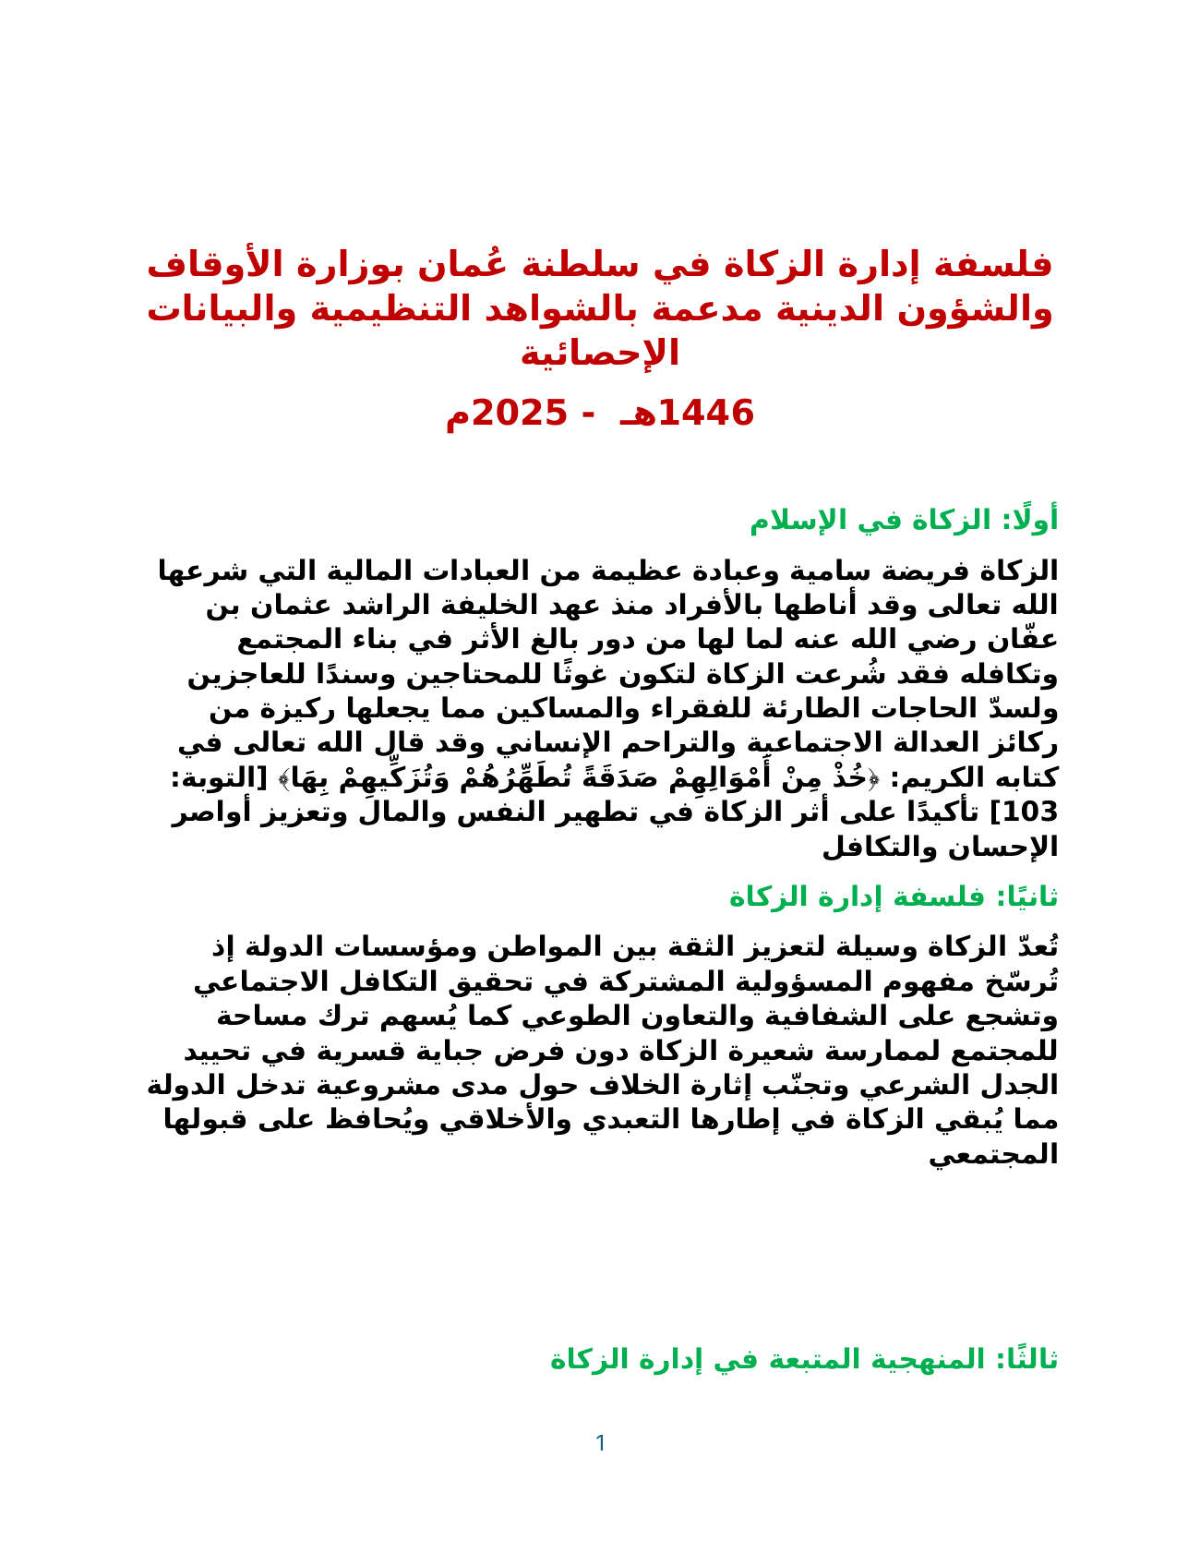 فلسفة إدارة الزكاة في سلطنة عُمان بوزارة الأوقاف
والشؤون الدينية مدعمة بالشواهد التنظيمية والبيانات
الإحصائية
1446هـ - 2025م
أولًا: الزكاة في الإسلام
الزكاة فريضة سامية وعبادة عظيمة من العبادات المالية التي شرعها
الله تعالى وقد أناطها بالأفراد منذ عهد الخليفة الراشد عثمان بن
عفّان رضي الله عنه لما لها من دور بالغ الأثر في بناء المجتمع
وتكافله فقد شُرعت الزكاة لتكون غوثًا للمحتاجين وسندًا للعاجزين
ولسدّ الحاجات الطارئة للفقراء والمساكين مما يجعلها ركيزة من
ركائز العدالة الاجتماعية والتراحم الإنساني وقد قال الله تعالى في
كتابه الكريم: ﴿خُذْ مِنْ أَمْوَالِهِمْ صَدَقَةً تُطَهِّرُهُمْ وَتُزَكِّيهِمْ بِهَا﴾ [التوبة:
103] تأكيدًا على أثر الزكاة في تطهير النفس والمال وتعزيز أواصر
الإحسان والتكافل
ثانيًا: فلسفة إدارة الزكاة
تُعدّ الزكاة وسيلة لتعزيز الثقة بين المواطن ومؤسسات الدولة إذ
تُرسّخ مفهوم المسؤولية المشتركة في تحقيق التكافل الاجتماعي
وتشجع على الشفافية والتعاون الطوعي كما يُسهم ترك مساحة
للمجتمع لممارسة شعيرة الزكاة دون فرض جباية قسرية في تحييد
الجدل الشرعي وتجنّب إثارة الخلاف حول مدى مشروعية تدخل الدولة
مما يُبقي الزكاة في إطارها التعبدي والأخلاقي ويُحافظ على قبولها
المجتمعي
ثالثًا: المنهجية المتبعة في إدارة الزكاة
1